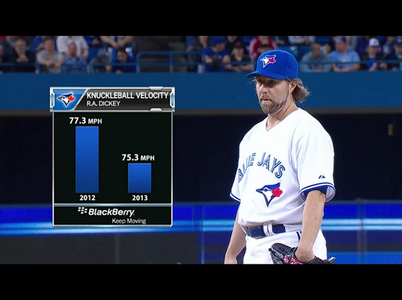 KNUCKLEBALL VELOCITY
R.A. DICKEY
77.3 MPH
75.3 MPH
2012
2013
BlackBerry
Keep Moving
BLUE JAYS